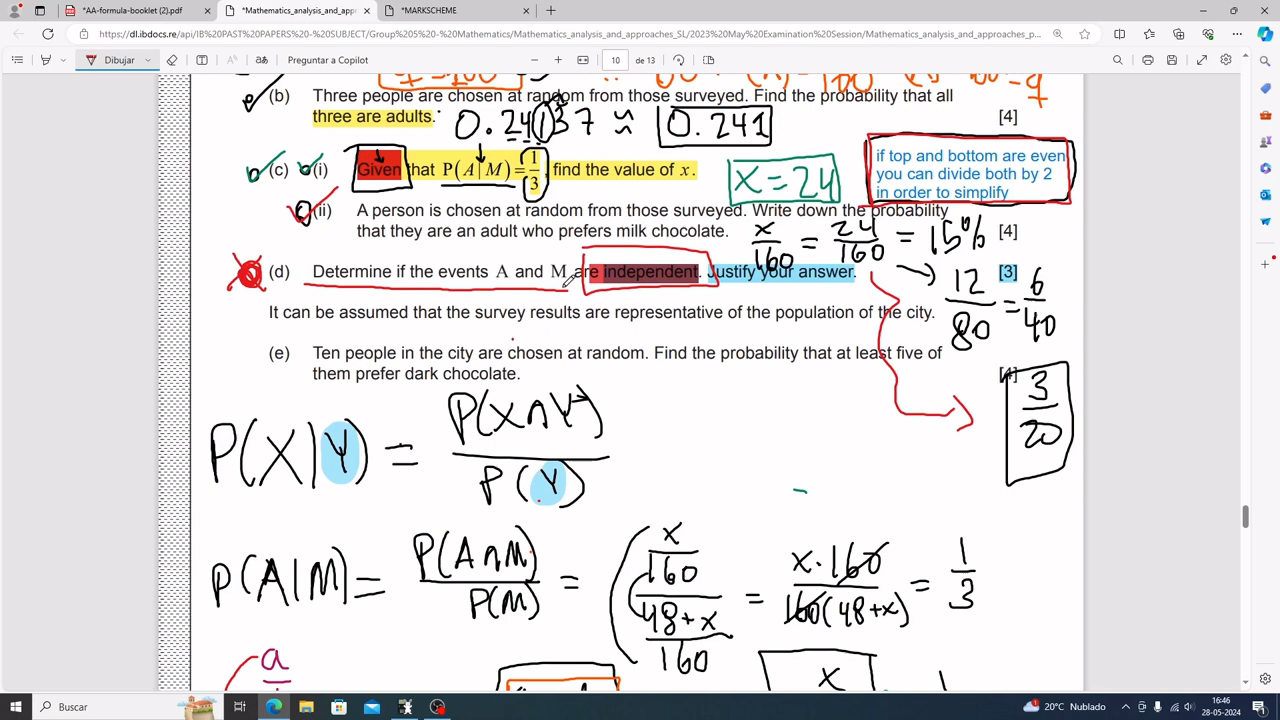 *AA-formula-booklet (2).pdf
*Mathematics_analysis_and_appr
*MARKSCHEME
https://dl.ibdocs.re/api/IB%20PAST%20PAPERS%20-%20SUBJECT/Group%205%20-%20Mathematics/Mathematics_analysis_and_approaches_SL/2023%20May%20Examination%20Session/Mathematics_analysis_and_approaches_p...
Dibujar
Preguntar a Copilot
10
de 13
(b) Three people are chosen at random from those surveyed. Find the probability that all
three are adults.
[4]
0.24137 ≈ 0.241
(c) (i) Given that P(A|M) = 1/3 find the value of x.
x = 24
if top and bottom are even
you can divide both by 2
in order to simplify
(ii) A person is chosen at random from those surveyed. Write down the probability
that they are an adult who prefers milk chocolate.
[4]
x/160 = 24/160 = 15%
12/80 = 6/40
3/20
(d) Determine if the events A and M are independent. Justify your answer.
[3]
It can be assumed that the survey results are representative of the population of the city.
(e) Ten people in the city are chosen at random. Find the probability that at least five of
them prefer dark chocolate.
[4]
P(X|Y) = P(X∩Y) / P(Y)
P(A|M) = P(A∩M) / P(M) = x/160 / 48+x/160 = x·160 / 160(48+x) = 1/3
a
x
1
Buscar
20°C Nublado
16:46
28-05-2024